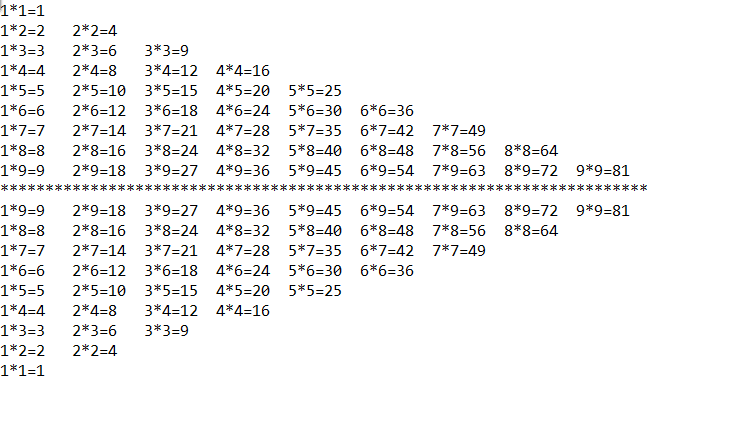 1*1=1
1*2=2   2*2=4
1*3=3   2*3=6   3*3=9
1*4=4   2*4=8   3*4=12  4*4=16
1*5=5   2*5=10  3*5=15  4*5=20  5*5=25
1*6=6   2*6=12  3*6=18  4*6=24  5*6=30  6*6=36
1*7=7   2*7=14  3*7=21  4*7=28  5*7=35  6*7=42  7*7=49
1*8=8   2*8=16  3*8=24  4*8=32  5*8=40  6*8=48  7*8=56  8*8=64
1*9=9   2*9=18  3*9=27  4*9=36  5*9=45  6*9=54  7*9=63  8*9=72  9*9=81
************************************************************************
1*9=9   2*9=18  3*9=27  4*9=36  5*9=45  6*9=54  7*9=63  8*9=72  9*9=81
1*8=8   2*8=16  3*8=24  4*8=32  5*8=40  6*8=48  7*8=56  8*8=64
1*7=7   2*7=14  3*7=21  4*7=28  5*7=35  6*7=42  7*7=49
1*6=6   2*6=12  3*6=18  4*6=24  5*6=30  6*6=36
1*5=5   2*5=10  3*5=15  4*5=20  5*5=25
1*4=4   2*4=8   3*4=12  4*4=16
1*3=3   2*3=6   3*3=9
1*2=2   2*2=4
1*1=1